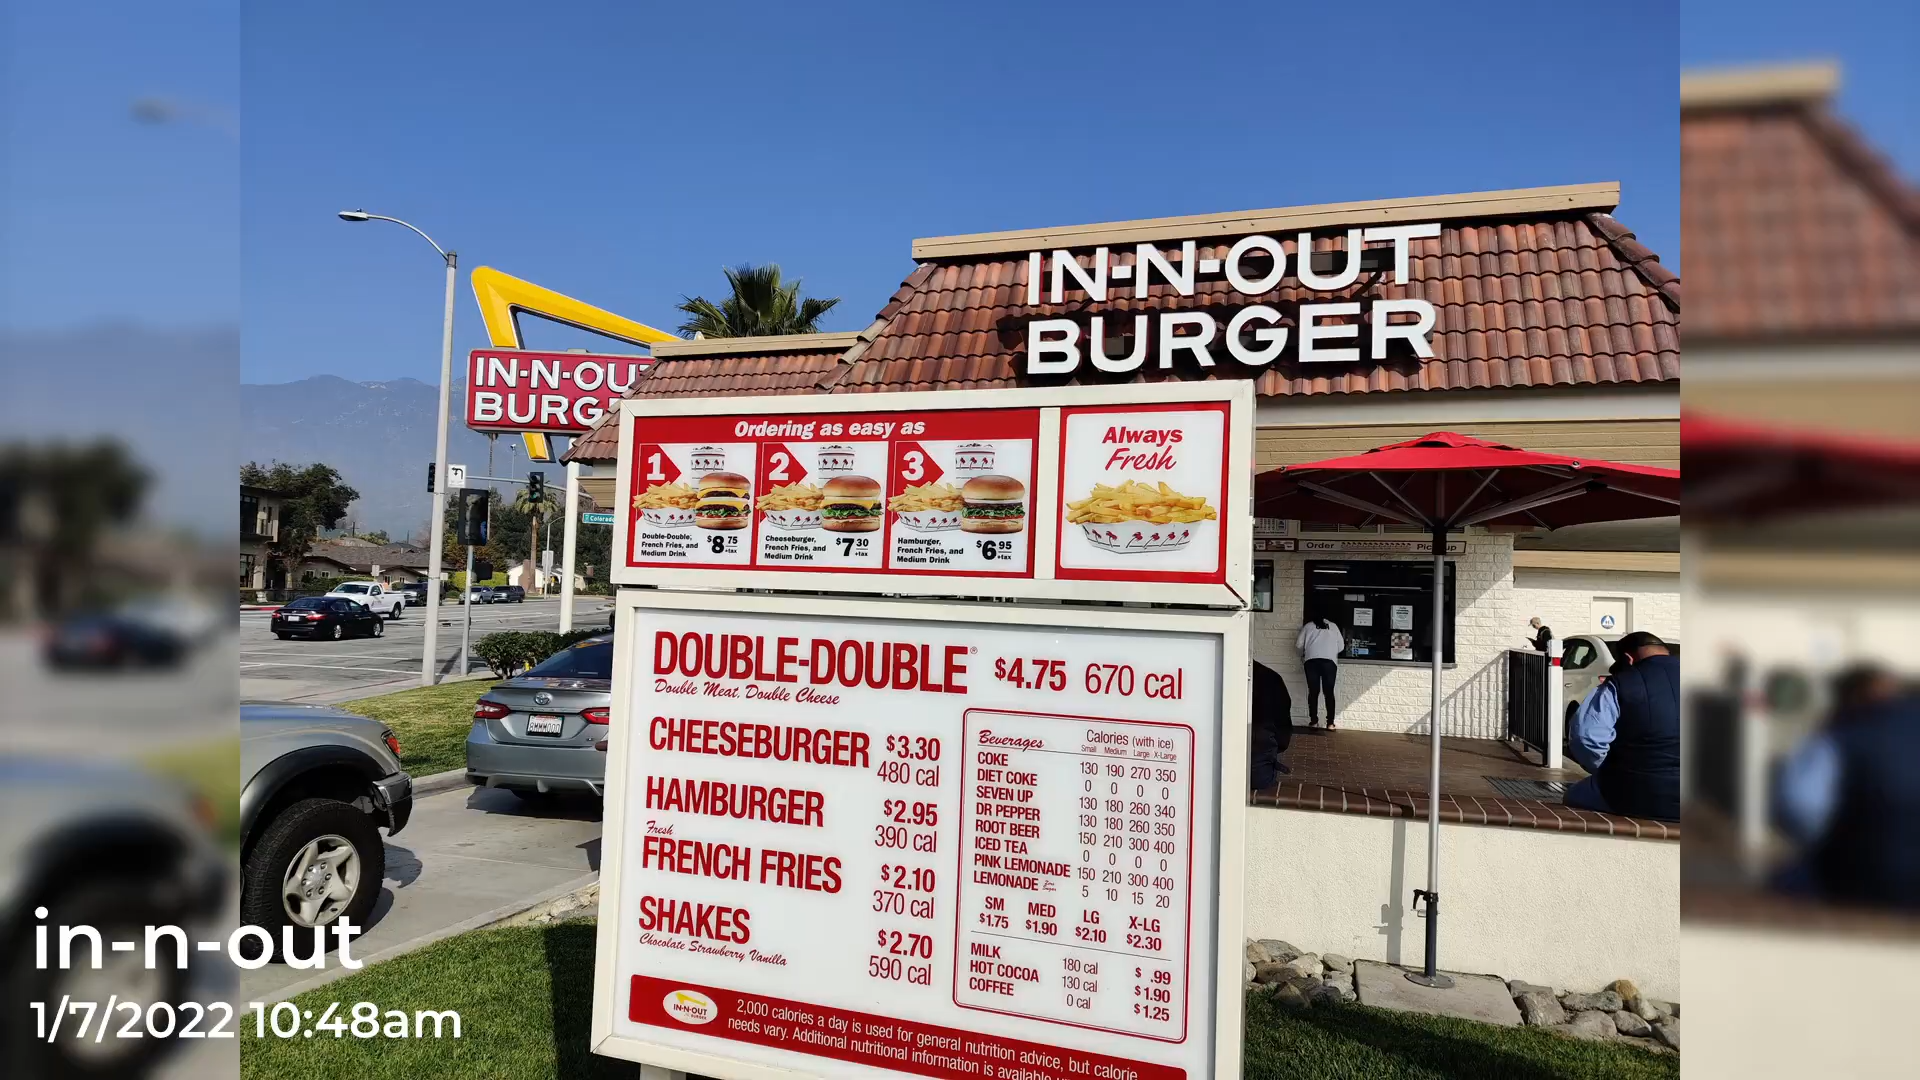 IN-N-OUT
BURGER
IN-N-OU
BURG
Colorado
Ordering as easy as
1
Double-Double,
French Fries, and
Medium Drink
$8 75
+tax
2
Cheeseburger,
French Fries, and
Medium Drink
$7 30
+tax
3
Hamburger,
French Fries, and
Medium Drink
$6 95
+tax
Always
Fresh
Order
DOUBLE-DOUBLE® $4.75 670 cal
Double Meat, Double Cheese
CHEESEBURGER $3.30
480 cal
HAMBURGER $2.95
390 cal
Fresh
FRENCH FRIES $2.10
370 cal
SHAKES $2.70
Chocolate Strawberry Vanilla
590 cal
Beverages Calories (with ice)
Small Medium Large X-Large
COKE 130 190 270 350
DIET COKE 0 0 0 0
SEVEN UP 130 180 260 340
DR PEPPER 130 180 260 350
ROOT BEER 150 210 300 400
ICED TEA 0 0 0 0
PINK LEMONADE 150 210 300 400
LEMONADE Zero Sugar 5 10 15 20
SM MED LG X-LG
$1.75 $1.90 $2.10 $2.30
MILK 180 cal $ .99
HOT COCOA 130 cal $1.90
COFFEE 0 cal $1.25
IN-N-OUT
BURGER
2,000 calories a day is used for general nutrition advice, but calorie
needs vary. Additional nutritional information is available
in-n-out
1/7/2022 10:48am